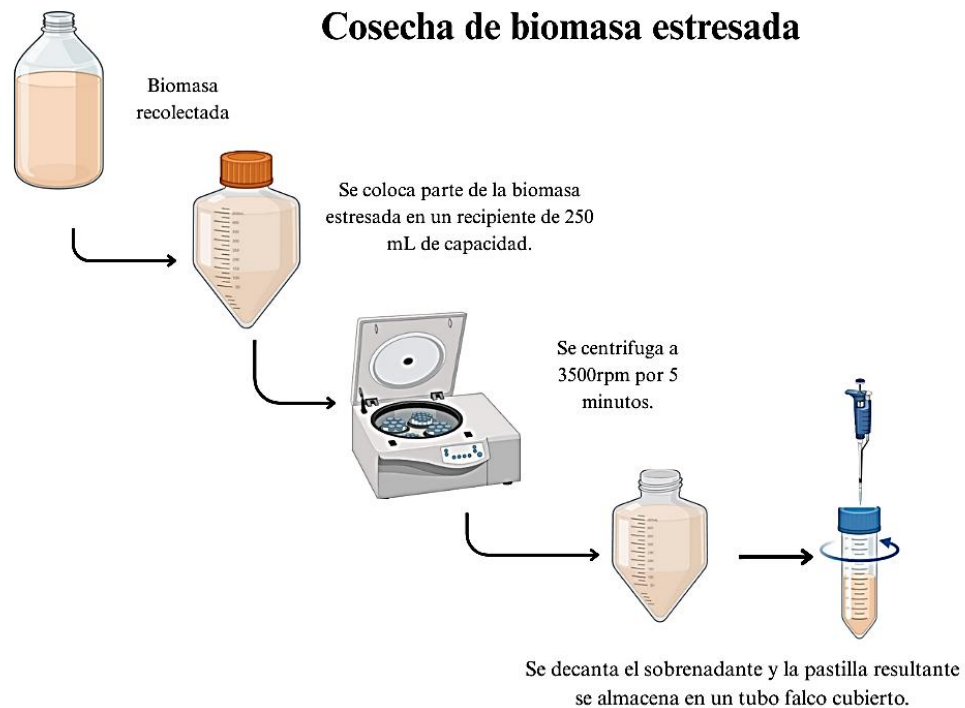 Cosecha de biomasa estresada
Biomasa
recolectada
Se coloca parte de la biomasa
estresada en un recipiente de 250
mL de capacidad.
Se centrifuga a
3500rpm por 5
minutos.
Se decanta el sobrenadante y la pastilla resultante
se almacena en un tubo falco cubierto.